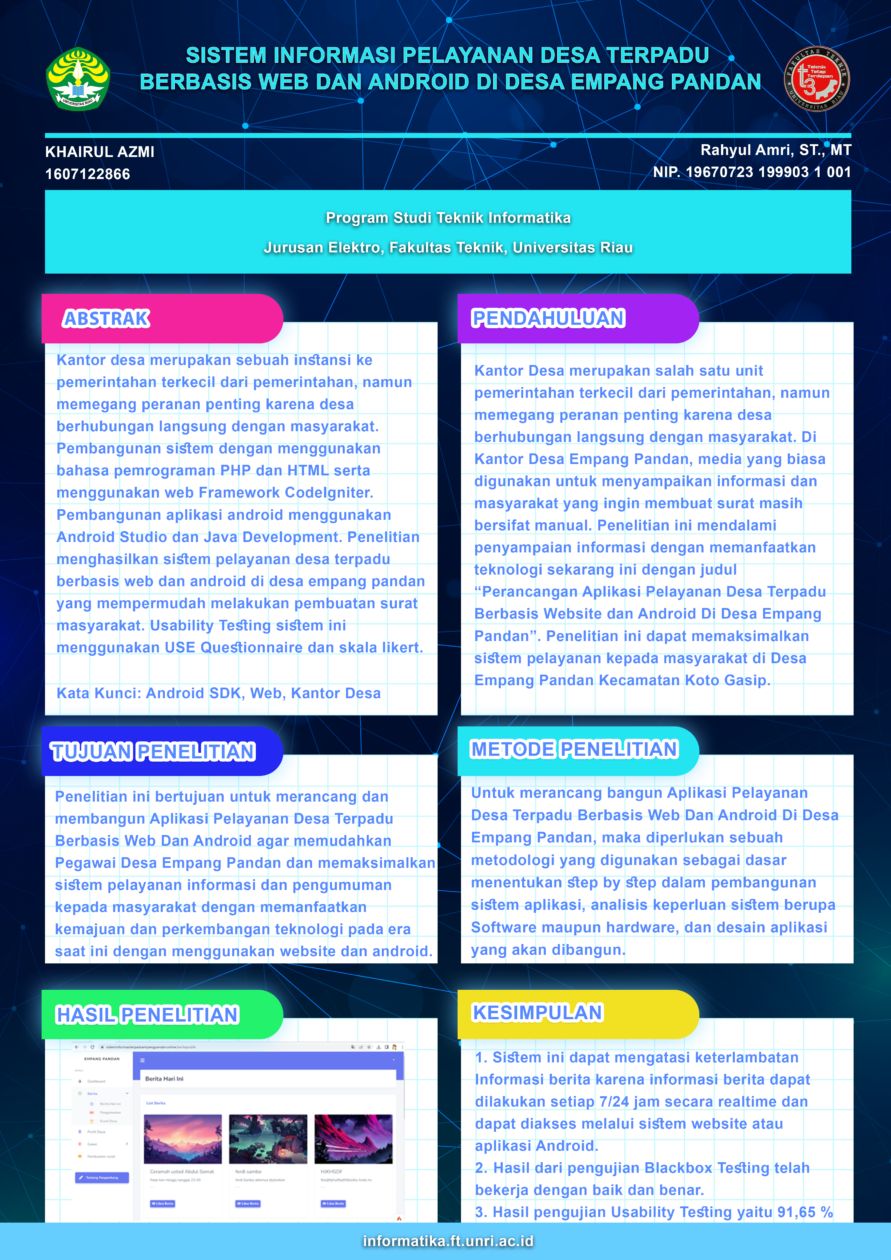 SISTEM INFORMASI PELAYANAN DESA TERPADU
BERBASIS WEB DAN ANDROID DI DESA EMPANG PANDAN
KHAIRUL AZMI
1607122866
Rahyul Amri, ST., MT
NIP. 19670723 199903 1 001
Program Studi Teknik Informatika
Jurusan Elektro, Fakultas Teknik, Universitas Riau
ABSTRAK
Kantor desa merupakan sebuah instansi ke
pemerintahan terkecil dari pemerintahan, namun
memegang peranan penting karena desa
berhubungan langsung dengan masyarakat.
Pembangunan sistem dengan menggunakan
bahasa pemrograman PHP dan HTML serta
menggunakan web Framework CodeIgniter.
Pembangunan aplikasi android menggunakan
Android Studio dan Java Development. Penelitian
menghasilkan sistem pelayanan desa terpadu
berbasis web dan android di desa empang pandan
yang mempermudah melakukan pembuatan surat
masyarakat. Usability Testing sistem ini
menggunakan USE Questionnaire dan skala likert.
Kata Kunci: Android SDK, Web, Kantor Desa
PENDAHULUAN
Kantor Desa merupakan salah satu unit
pemerintahan terkecil dari pemerintahan, namun
memegang peranan penting karena desa
berhubungan langsung dengan masyarakat. Di
Kantor Desa Empang Pandan, media yang biasa
digunakan untuk menyampaikan informasi dan
masyarakat yang ingin membuat surat masih
bersifat manual. Penelitian ini mendalami
penyampaian informasi dengan memanfaatkan
teknologi sekarang ini dengan judul
“Perancangan Aplikasi Pelayanan Desa Terpadu
Berbasis Website dan Android Di Desa Empang
Pandan”. Penelitian ini dapat memaksimalkan
sistem pelayanan kepada masyarakat di Desa
Empang Pandan Kecamatan Koto Gasip.
TUJUAN PENELITIAN
Penelitian ini bertujuan untuk merancang dan
membangun Aplikasi Pelayanan Desa Terpadu
Berbasis Web Dan Android agar memudahkan
Pegawai Desa Empang Pandan dan memaksimalkan
sistem pelayanan informasi dan pengumuman
kepada masyarakat dengan memanfaatkan
kemajuan dan perkembangan teknologi pada era
saat ini dengan menggunakan website dan android.
METODE PENELITIAN
Untuk merancang bangun Aplikasi Pelayanan
Desa Terpadu Berbasis Web Dan Android Di Desa
Empang Pandan, maka diperlukan sebuah
metodologi yang digunakan sebagai dasar
menentukan step by step dalam pembangunan
sistem aplikasi, analisis keperluan sistem berupa
Software maupun hardware, dan desain aplikasi
yang akan dibangun.
HASIL PENELITIAN
EMPANG PANDAN
Dashboard
Berita
Berita Hari Ini
Pengumuman
Profil Desa
Berita Hari Ini
List Berita
Ceramah ustad Abdul Somat
Lihat Berita
Lihat Berita
Lihat Berita
KESIMPULAN
1. Sistem ini dapat mengatasi keterlambatan
Informasi berita karena informasi berita dapat
dilakukan setiap 7/24 jam secara realtime dan
dapat diakses melalui sistem website atau
aplikasi Android.
2. Hasil dari pengujian Blackbox Testing telah
bekerja dengan baik dan benar.
3. Hasil pengujian Usability Testing yaitu 91,65 %
informatika.ft.unri.ac.id